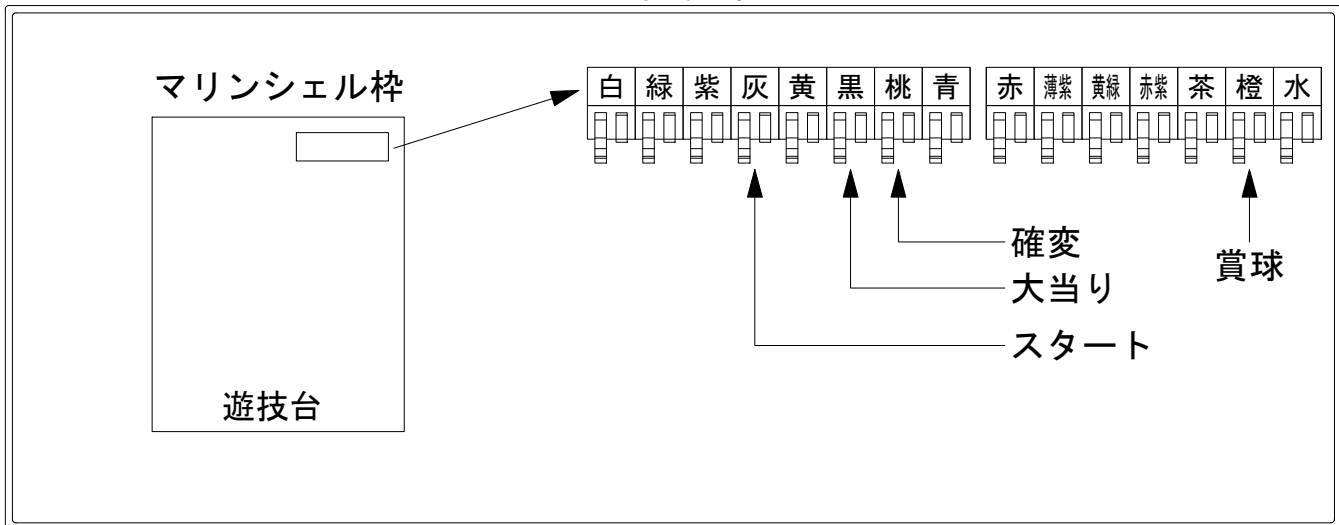 マリンシェル枠
白 緑 紫 灰 黄 黒 桃 青 赤 薄紫 黄緑 赤紫 茶 橙 水
確変
賞球
大当り
スタート
遊技台